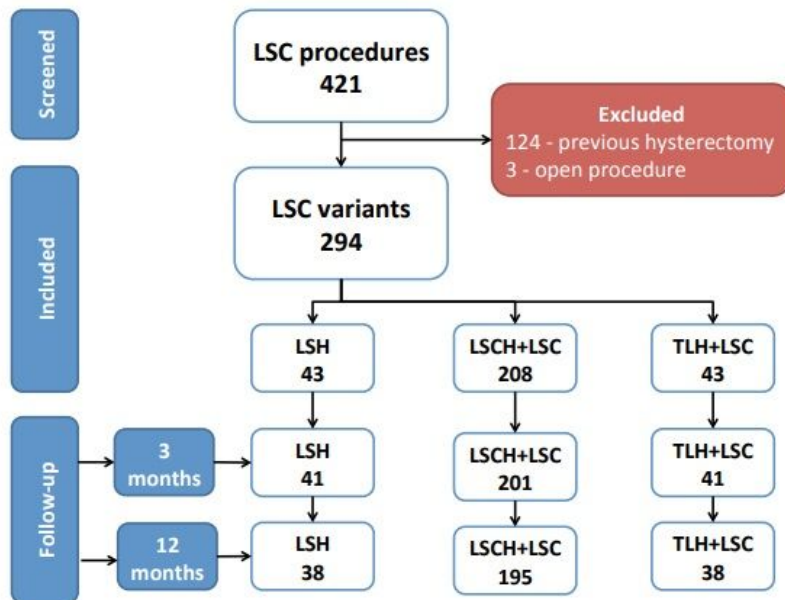 Screened
LSC procedures
421
Excluded
124 - previous hysterectomy
3 - open procedure
Included
LSC variants
294
LSH
43
LSCH+LSC
208
TLH+LSC
43
Follow-up
3
months
LSH
41
LSCH+LSC
201
TLH+LSC
41
12
months
LSH
38
LSCH+LSC
195
TLH+LSC
38